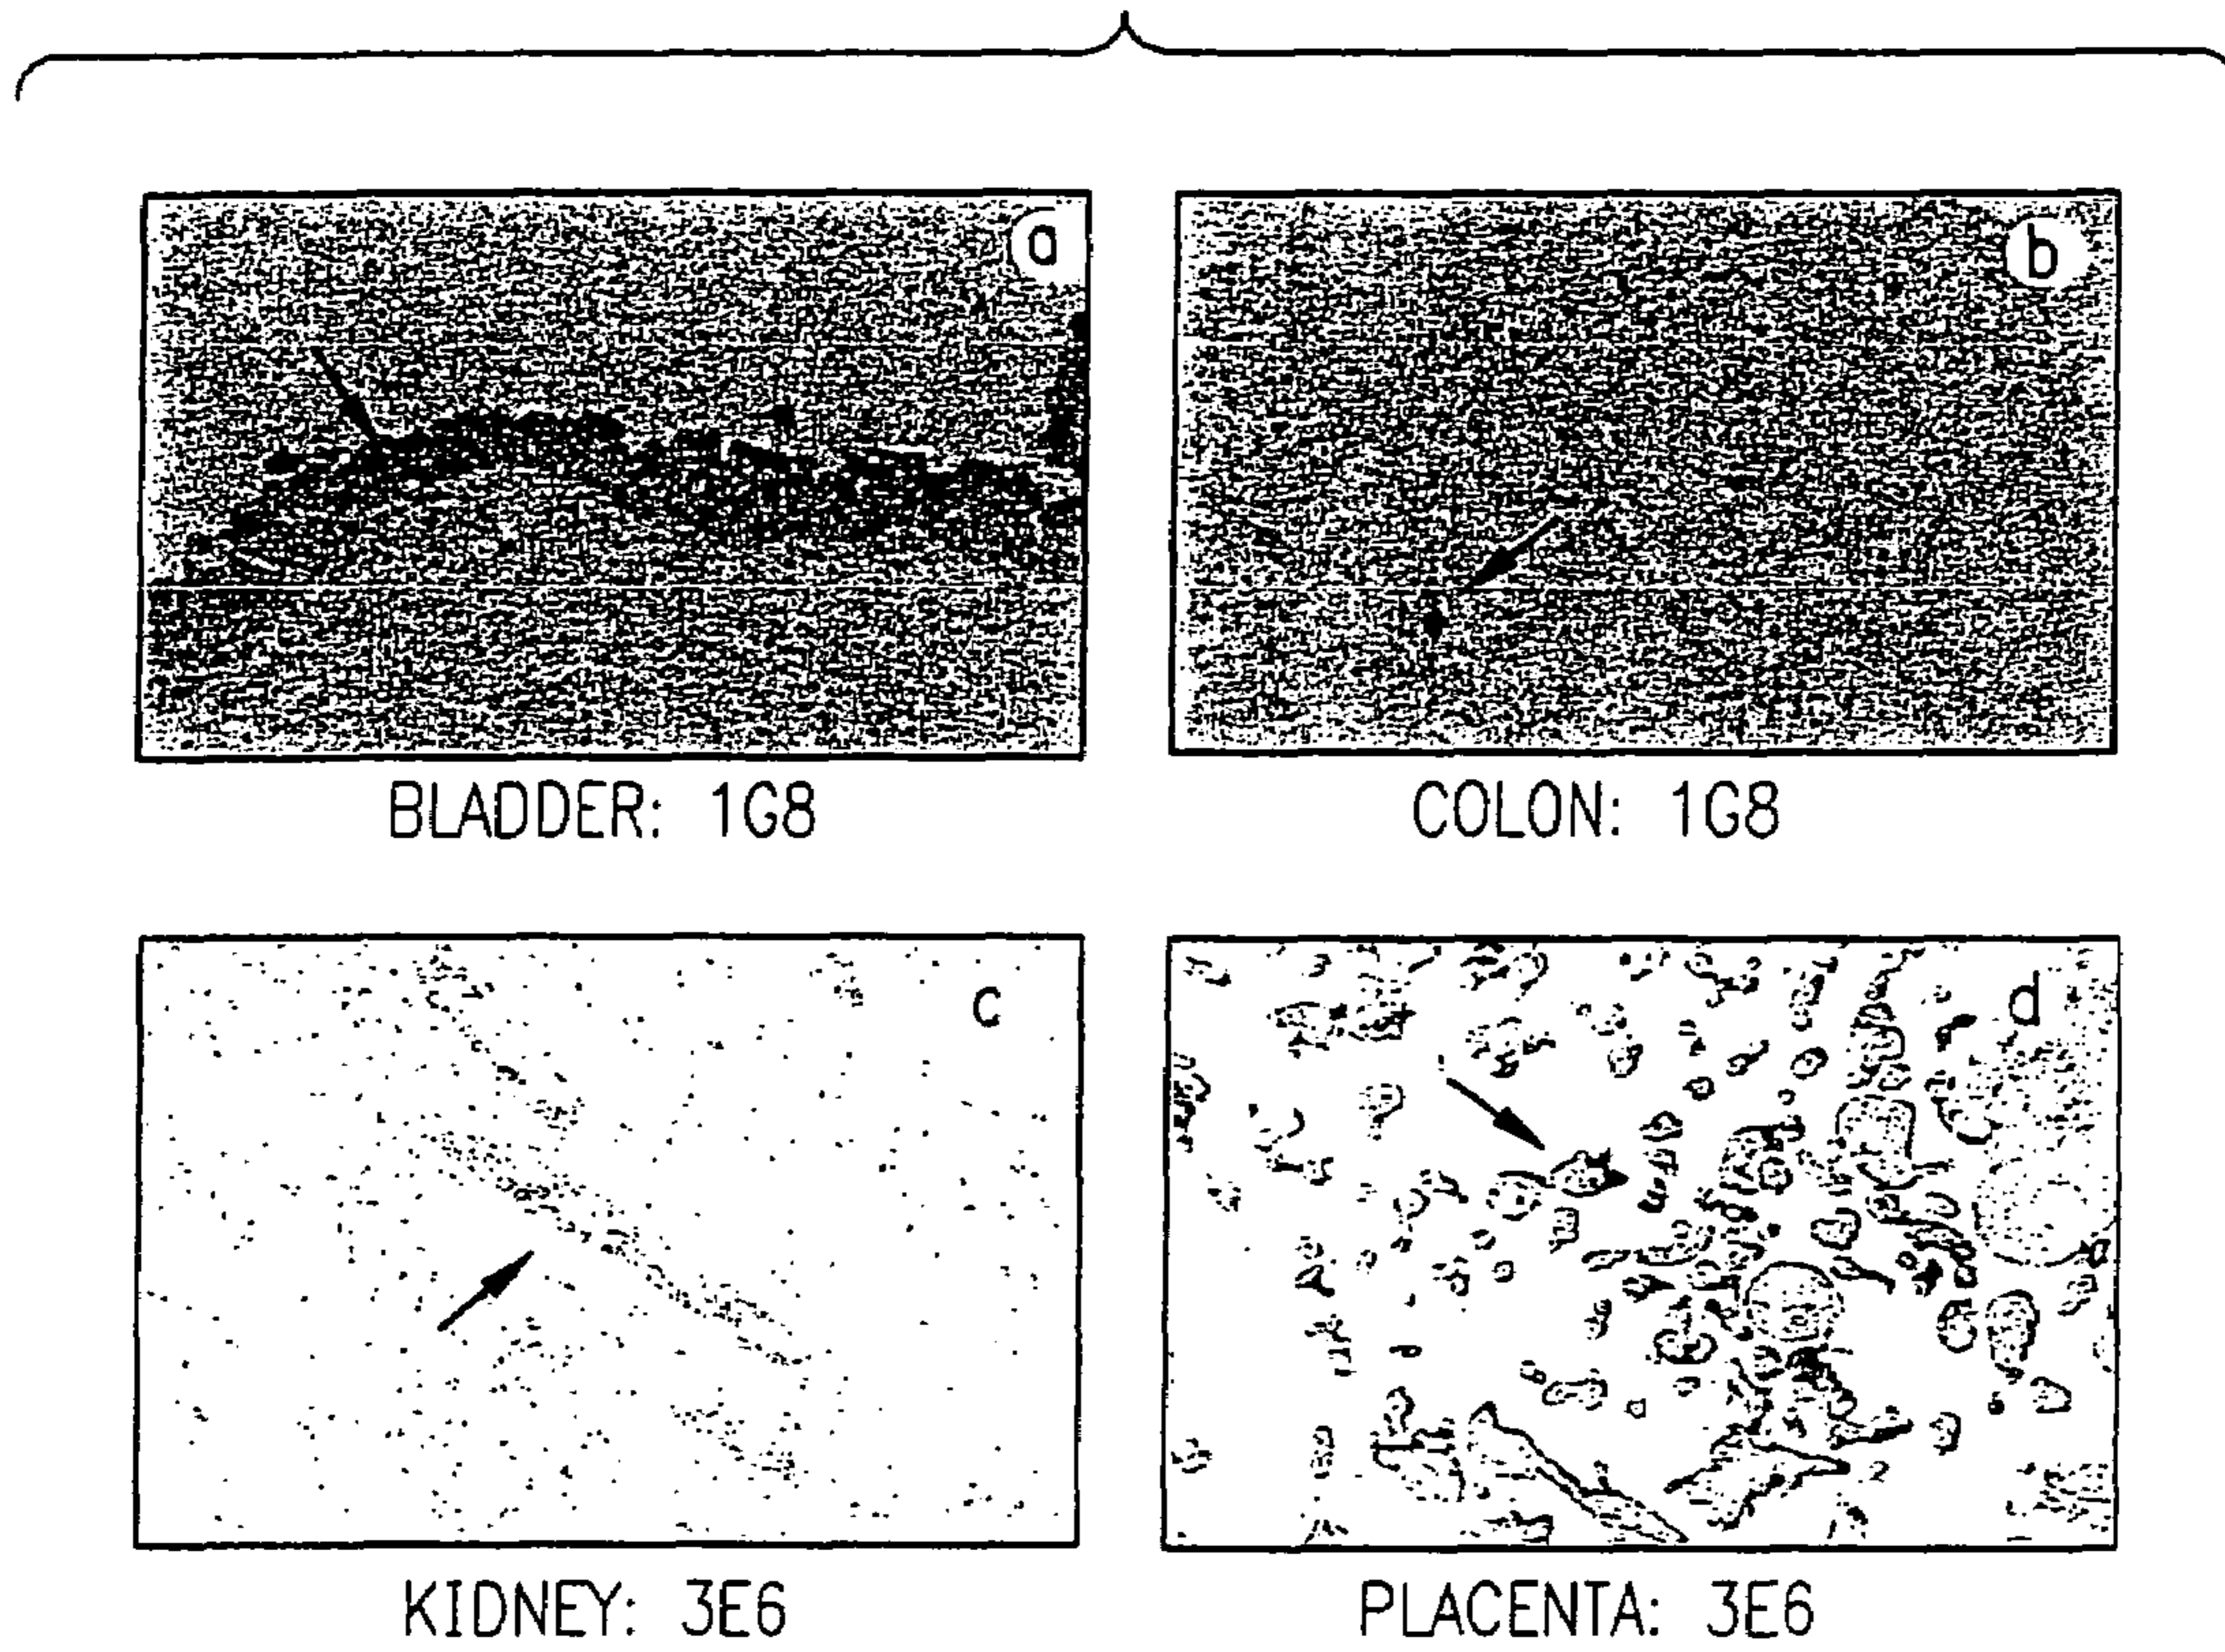 a
b
BLADDER: 1G8
COLON: 1G8
c
d
KIDNEY: 3E6
PLACENTA: 3E6